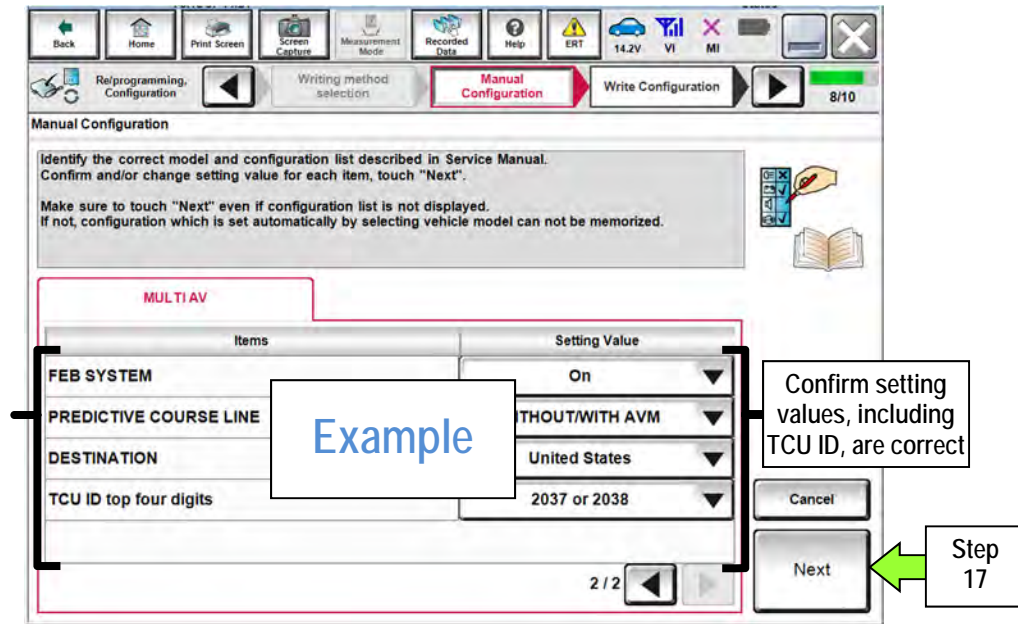 Back
Home
Print Screen
Screen
Capture
Measurement
Mode
Recorded
Data
Help
ERT
14.2V
VI
MI
Re/programming,
Configuration
Writing method
selection
Manual
Configuration
Write Configuration
8/10
Manual Configuration
Identify the correct model and configuration list described in Service Manual.
Confirm and/or change setting value for each item, touch "Next".
Make sure to touch "Next" even if configuration list is not displayed.
If not, configuration which is set automatically by selecting vehicle model can not be memorized.
MULTI AV
Items
Setting Value
FEB SYSTEM
On
PREDICTIVE COURSE LINE
ITHOUT/WITH AVM
DESTINATION
United States
TCU ID top four digits
2037 or 2038
Example
Confirm setting
values, including
TCU ID, are correct
Cancel
Next
Step
17
2 / 2